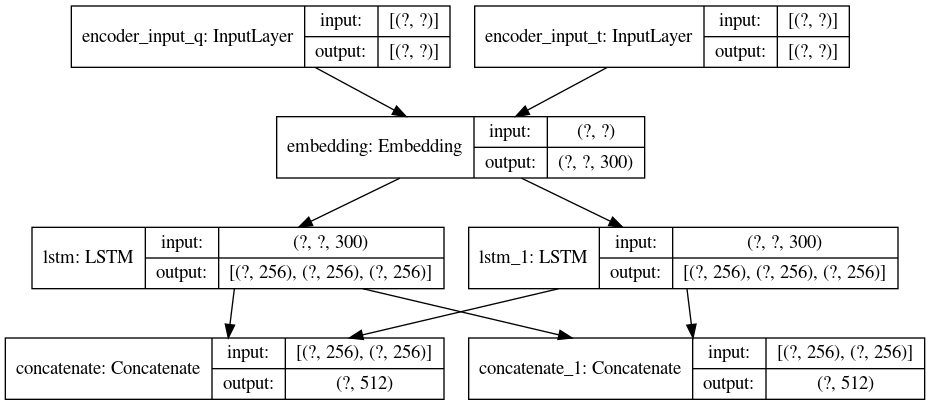 encoder_input_q: InputLayer
input: [(?, ?)]
output: [(?, ?)]
encoder_input_t: InputLayer
input: [(?, ?)]
output: [(?, ?)]
embedding: Embedding
input: (?, ?)
output: (?, ?, 300)
lstm: LSTM
input: (?, ?, 300)
output: [(?, 256), (?, 256), (?, 256)]
lstm_1: LSTM
input: (?, ?, 300)
output: [(?, 256), (?, 256), (?, 256)]
concatenate: Concatenate
input: [(?, 256), (?, 256)]
output: (?, 512)
concatenate_1: Concatenate
input: [(?, 256), (?, 256)]
output: (?, 512)